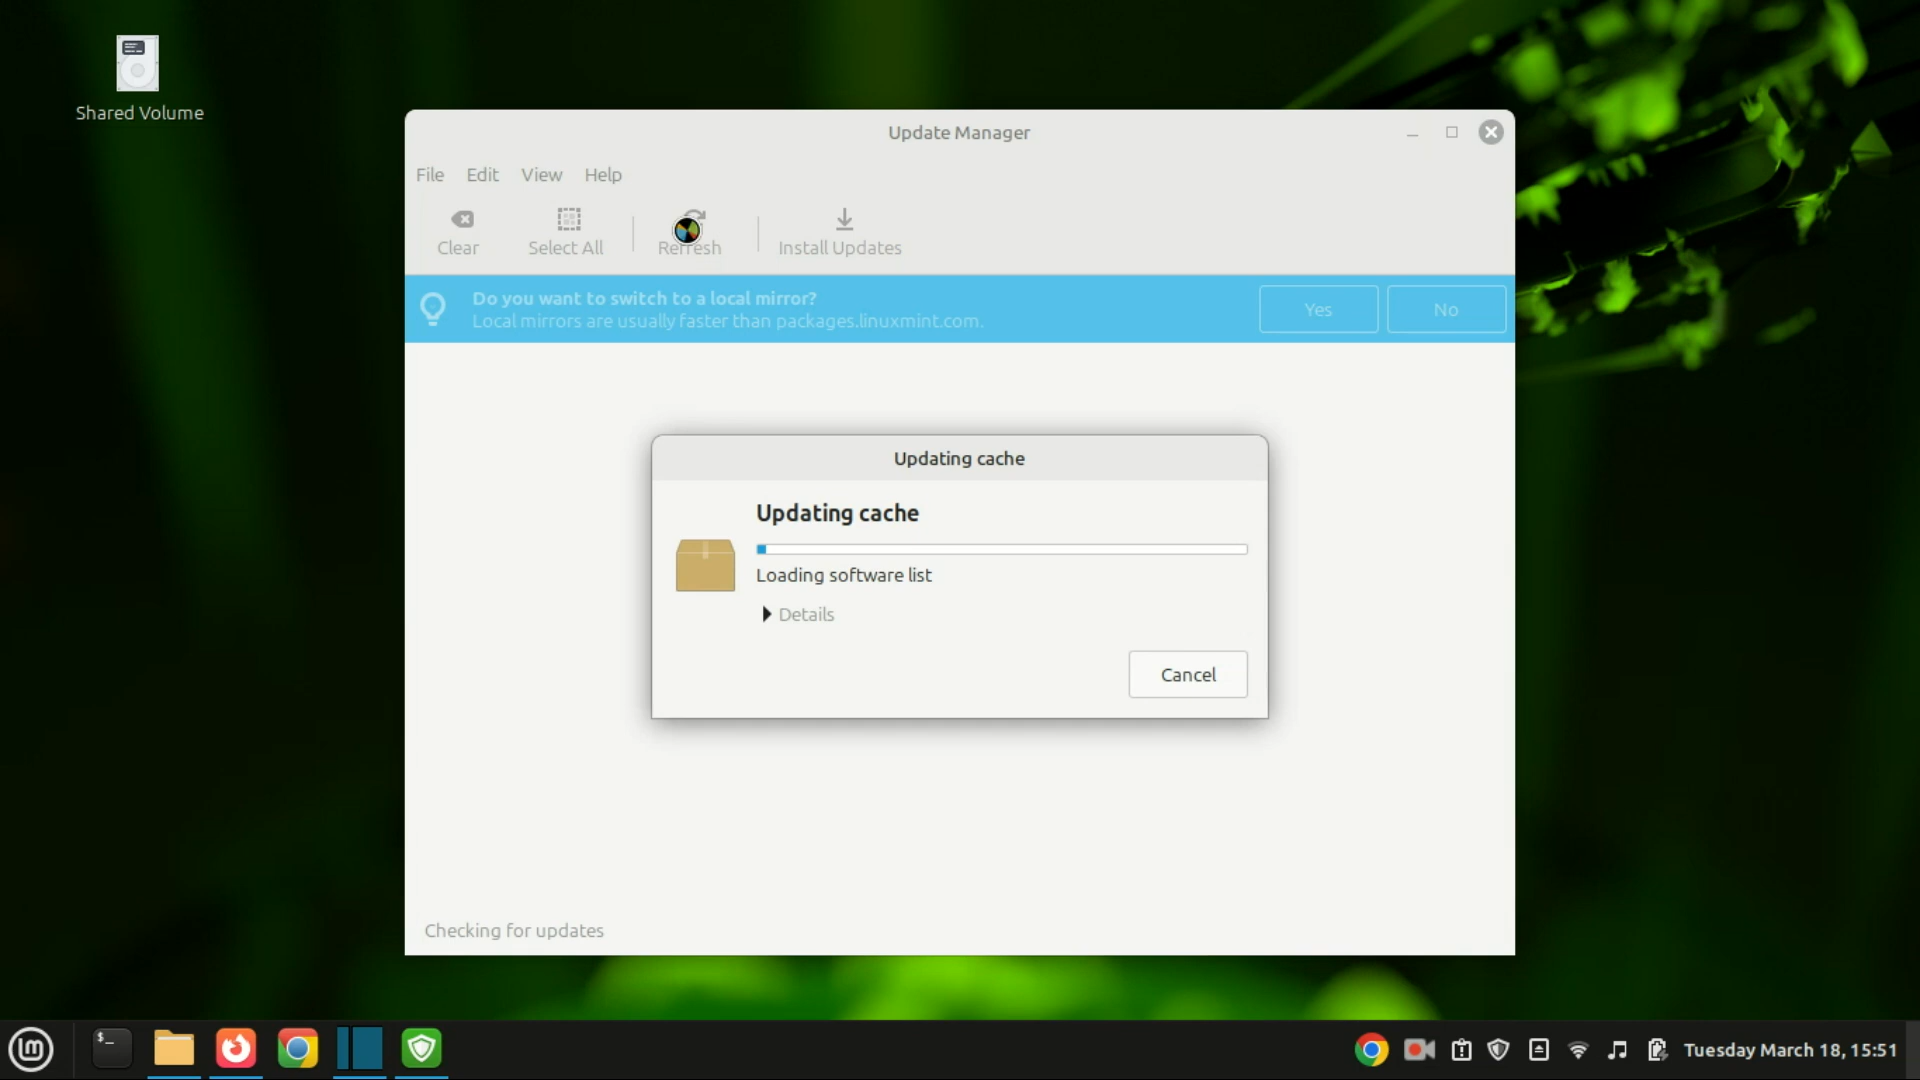 Shared Volume
Update Manager
File Edit View Help
Clear Select All Refresh Install Updates
Do you want to switch to a local mirror?
Local mirrors are usually faster than packages.linuxmint.com.
Yes No
Updating cache
Updating cache
Loading software list
Details
Cancel
Checking for updates
$_
lm
Tuesday March 18, 15:51